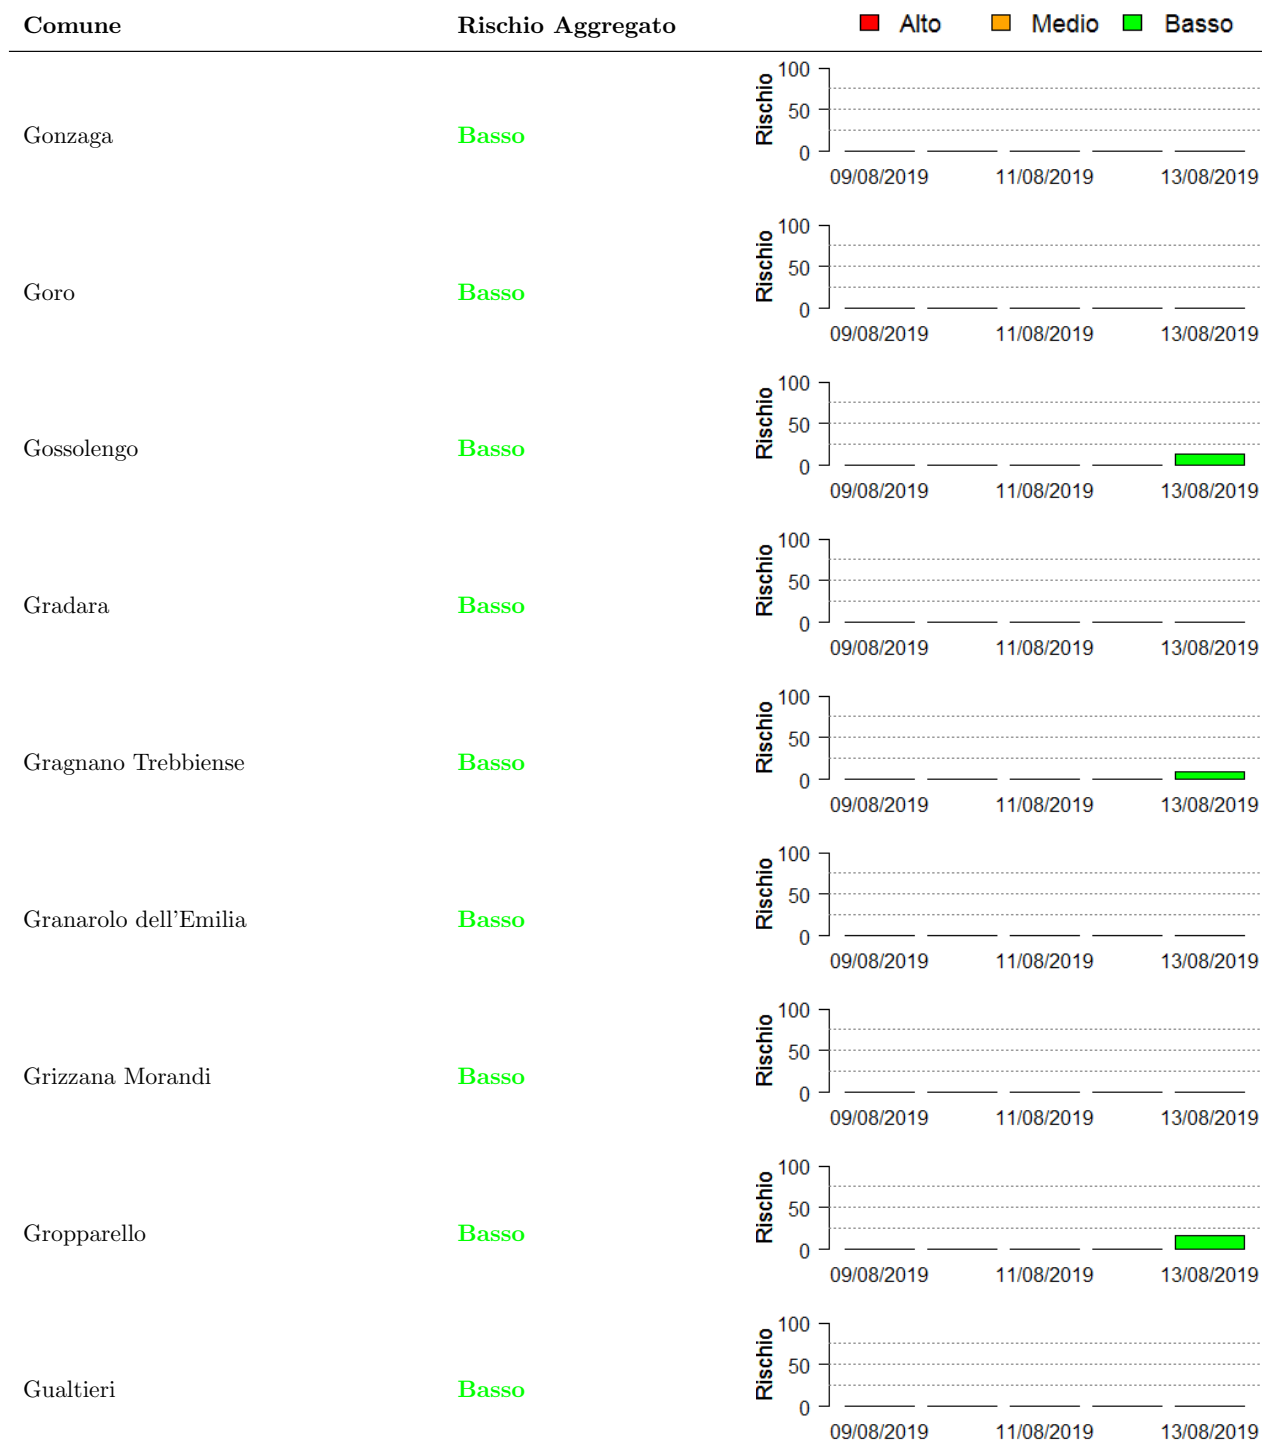 Comune Rischio Aggregato Alto Medio Basso
100
50
0
Rischio
Gonzaga Basso
09/08/2019 11/08/2019 13/08/2019
100
50
0
Rischio
Goro Basso
09/08/2019 11/08/2019 13/08/2019
100
50
0
Rischio
Gossolengo Basso
09/08/2019 11/08/2019 13/08/2019
100
50
0
Rischio
Gradara Basso
09/08/2019 11/08/2019 13/08/2019
100
50
0
Rischio
Gragnano Trebbiense Basso
09/08/2019 11/08/2019 13/08/2019
100
50
0
Rischio
Granarolo dell'Emilia Basso
09/08/2019 11/08/2019 13/08/2019
100
50
0
Rischio
Grizzana Morandi Basso
09/08/2019 11/08/2019 13/08/2019
100
50
0
Rischio
Gropparello Basso
09/08/2019 11/08/2019 13/08/2019
100
50
0
Rischio
Gualtieri Basso
09/08/2019 11/08/2019 13/08/2019